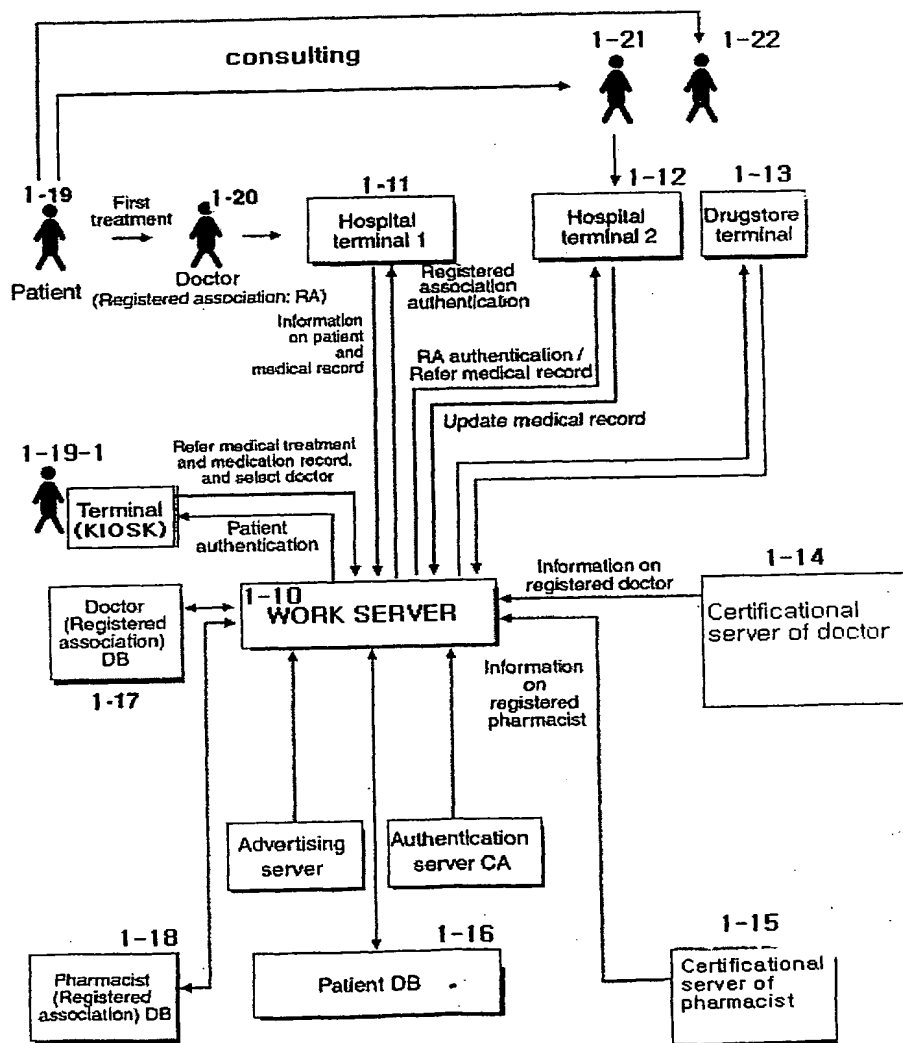 1-21
1-22
consulting
1-19
First
treatment
1-20
1-11
1-12
1-13
Hospital
terminal 1
Hospital
terminal 2
Drugstore
terminal
Patient
Doctor
(Registered association: RA)
Registered
association
authentication
Information
on patient
and
medical record
RA authentication /
Refer medical record
Update medical record
1-19-1
Refer medical treatment
and medication record,
and select doctor
Terminal
(KIOSK)
Patient
authentication
Information on
registered doctor
1-14
1-10
WORK SERVER
Doctor
(Registered
association)
DB
1-17
Certificational
server of doctor
Information
on
registered
pharmacist
Advertising
server
Authentication
server CA
1-18
1-16
1-15
Pharmacist
(Registered
association) DB
Patient DB
Certificational
server of
pharmacist